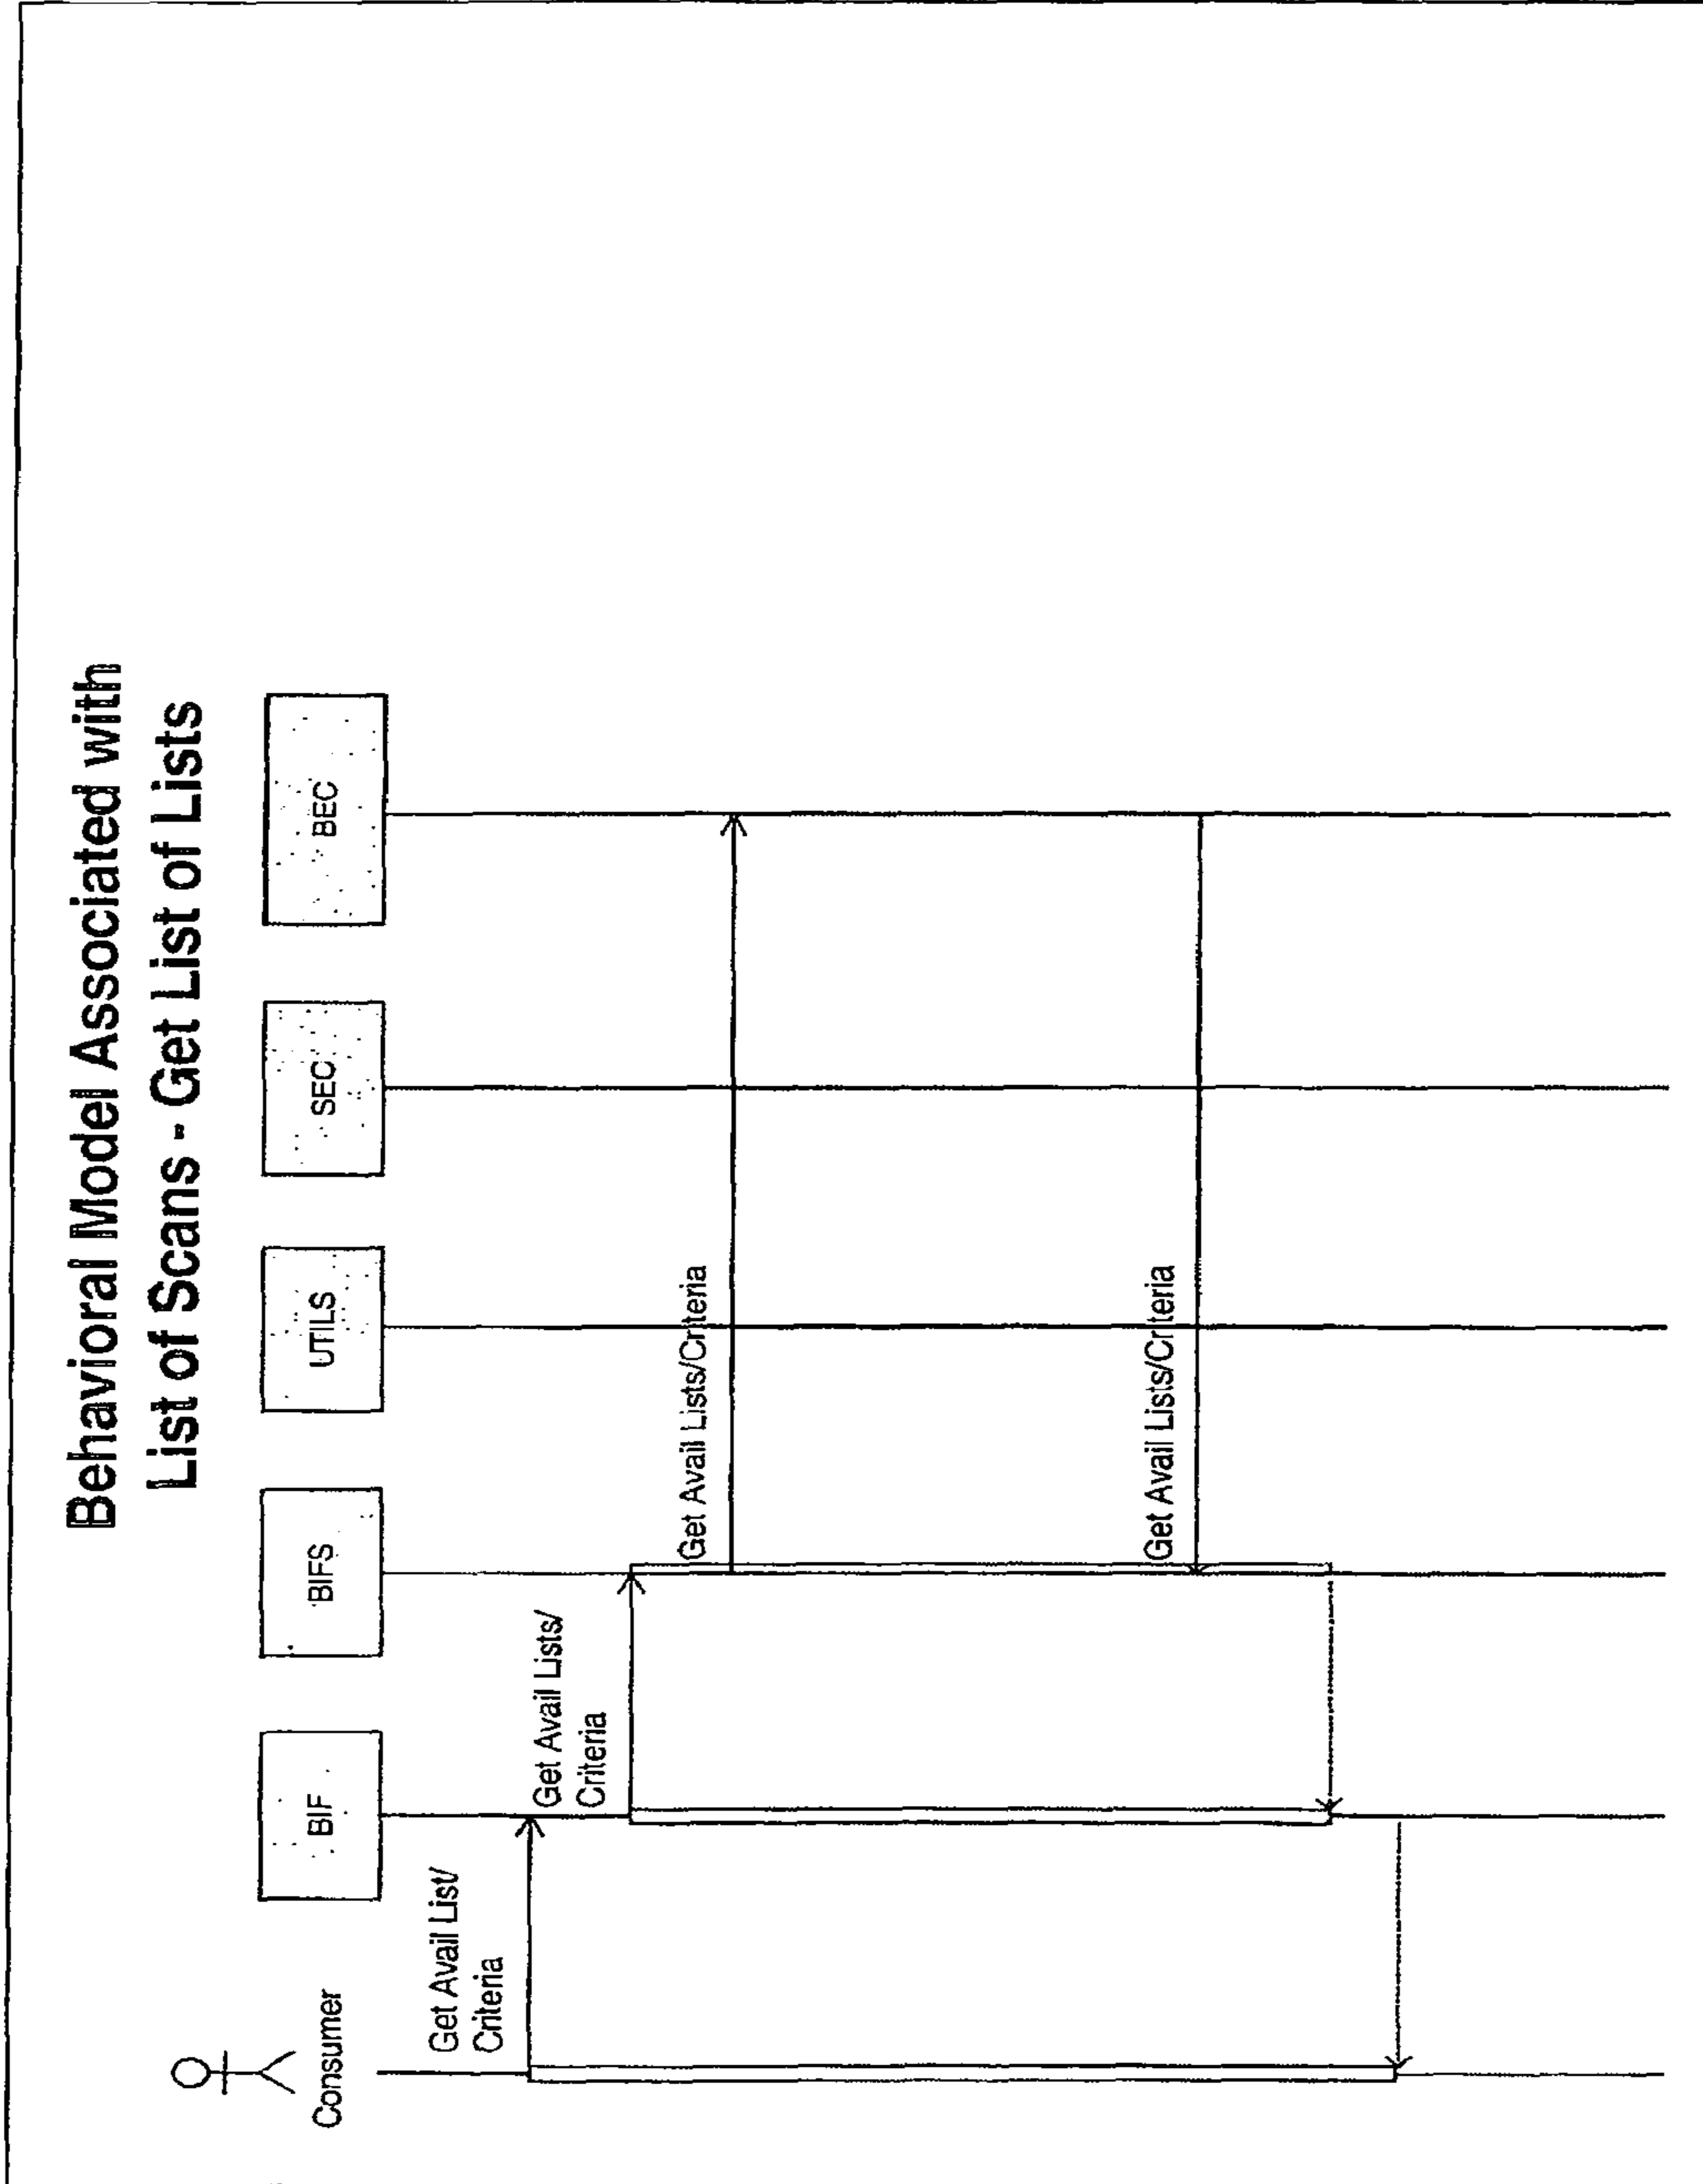 Behavioral Model Associated with
List of Scans - Get List of Lists
Consumer
BIF
BIFS
UTILS
SEC
BEC
Get Avail List/
Criteria
Get Avail Lists/
Criteria
Get Avail Lists/Criteria
Get Avail Lists/Criteria